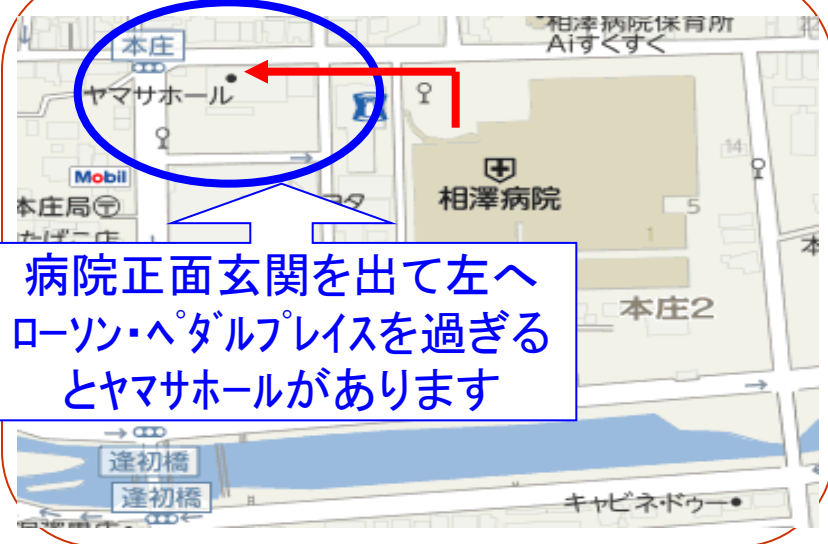 相澤病院保育所
Aiすくすく
本庄
ヤマサホール
14
Mobil
相澤病院
本庄局〒
5
1
病院正面玄関を出て左へ
ローソン・ペダルプレイスを過ぎる
とヤマサホールがあります
本庄2
逢初橋
逢初橋
キャビネ・ドゥー